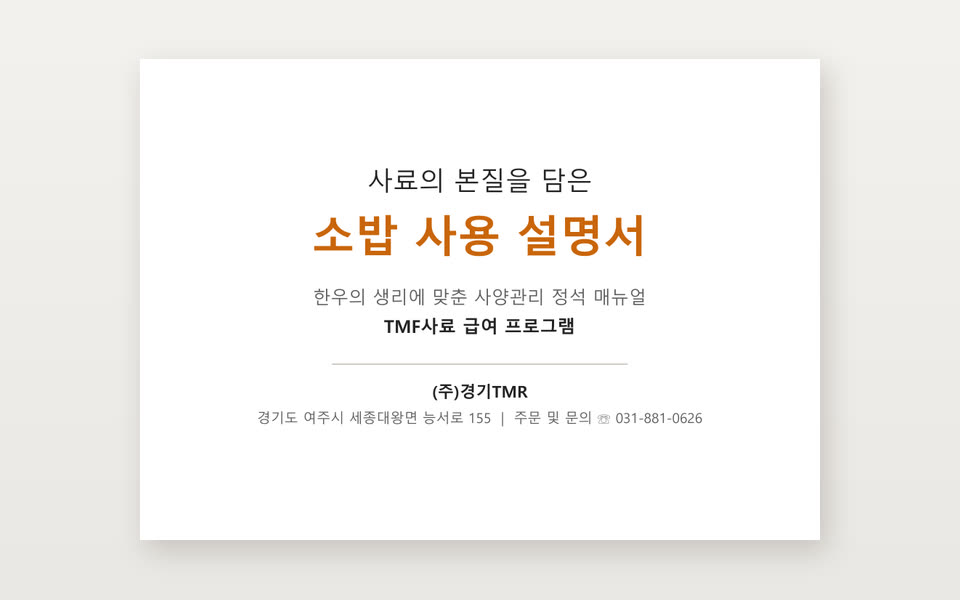 사료의 본질을 담은
소밥 사용 설명서
한우의 생리에 맞춘 사양관리 정석 매뉴얼
TMF사료 급여 프로그램
(주)경기TMR
경기도 여주시 세종대왕면 능서로 155 | 주문 및 문의 ☏ 031-881-0626